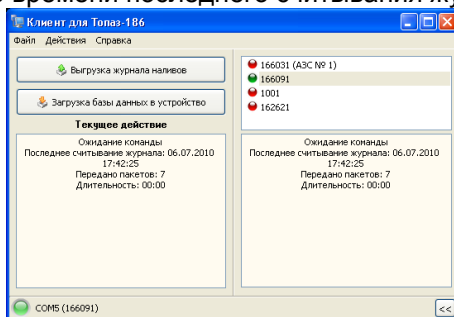 времени последнего считывания жу
Клиент для Топаз-186
Файл Действия Справка
Выгрузка журнала наливов
Загрузка базы данных в устройство
Текущее действие
Ожидание команды
Последнее считывание журнала: 06.07.2010
17:42:25
Передано пакетов: 7
Длительность: 00:00
166031 (АЗС № 1)
166091
1001
162621
Ожидание команды
Последнее считывание журнала: 06.07.2010
17:42:25
Передано пакетов: 7
Длительность: 00:00
COM5 (166091)
<<